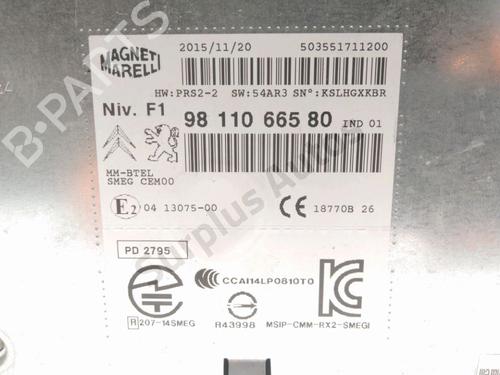 MAGNETI MARELLI
2015/11/20 503551711200
HW:PRS2-2 SW:54AR3 SN°:KSLHGXKBR
Niv. F1 98 110 665 80 IND 01
MM-BTEL
SMEG CEM00
E2 04 13075-00 CE 18770B 26
PD 2795
CCAI14LP0810T0
R 207-14SMEG R43998 MSIP-CMM-RX2-SMEGI
Surplus Autos